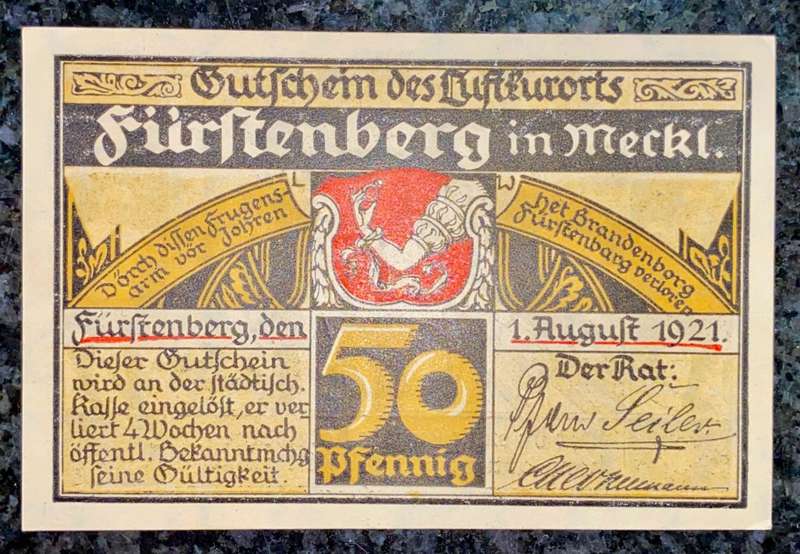 Gutschein des Luftkurorts
Fürstenberg in Meckl.
Dörch dissen Frugens-
arm vör Johren
Het Brandenborg
Fürstenbarg verloren
Fürstenberg, den
1. August 1921.
50
Pfennig
Dieser Gutschein
wird an der städtisch.
Kasse eingelöst, er ver
liert 4 Wochen nach
öffentl. Bekanntmchg
seine Gültigkeit.
Der Rat:
Seiler